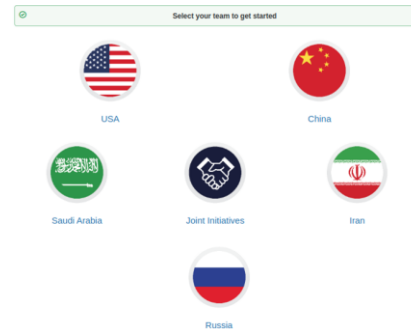 Select your team to get started
USA
China
Saudi Arabia
Joint Initiatives
Iran
Russia